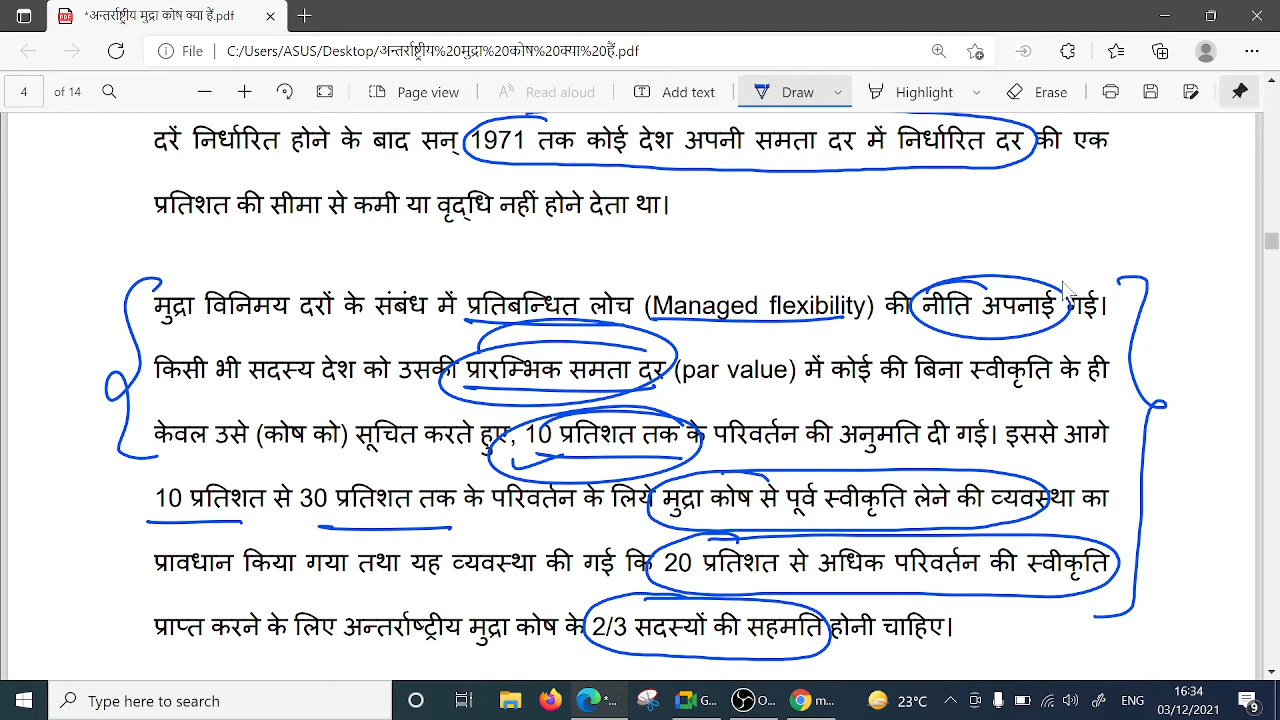 *अन्तर्राष्ट्रीय मुद्रा कोष क्या हैं.pdf
File C:/Users/ASUS/Desktop/अन्तर्राष्ट्रीय%20मुद्रा%20कोष%20क्या%20हैं.pdf
4 of 14 Page view Read aloud Add text Draw Highlight Erase
दरें निर्धारित होने के बाद सन् 1971 तक कोई देश अपनी समता दर में निर्धारित दर की एक
प्रतिशत की सीमा से कमी या वृद्धि नहीं होने देता था।
मुद्रा विनिमय दरों के संबंध में प्रतिबन्धित लोच (Managed flexibility) की नीति अपनाई गई।
किसी भी सदस्य देश को उसकी प्रारम्भिक समता दर (par value) में कोई की बिना स्वीकृति के ही
केवल उसे (कोष को) सूचित करते हुए, 10 प्रतिशत तक के परिवर्तन की अनुमति दी गई। इससे आगे
10 प्रतिशत से 30 प्रतिशत तक के परिवर्तन के लिये मुद्रा कोष से पूर्व स्वीकृति लेने की व्यवस्था का
प्रावधान किया गया तथा यह व्यवस्था की गई कि 20 प्रतिशत से अधिक परिवर्तन की स्वीकृति
प्राप्त करने के लिए अन्तर्राष्ट्रीय मुद्रा कोष के 2/3 सदस्यों की सहमति होनी चाहिए।
Type here to search *... G... O... m... 23°C ENG 16:34
03/12/2021 9